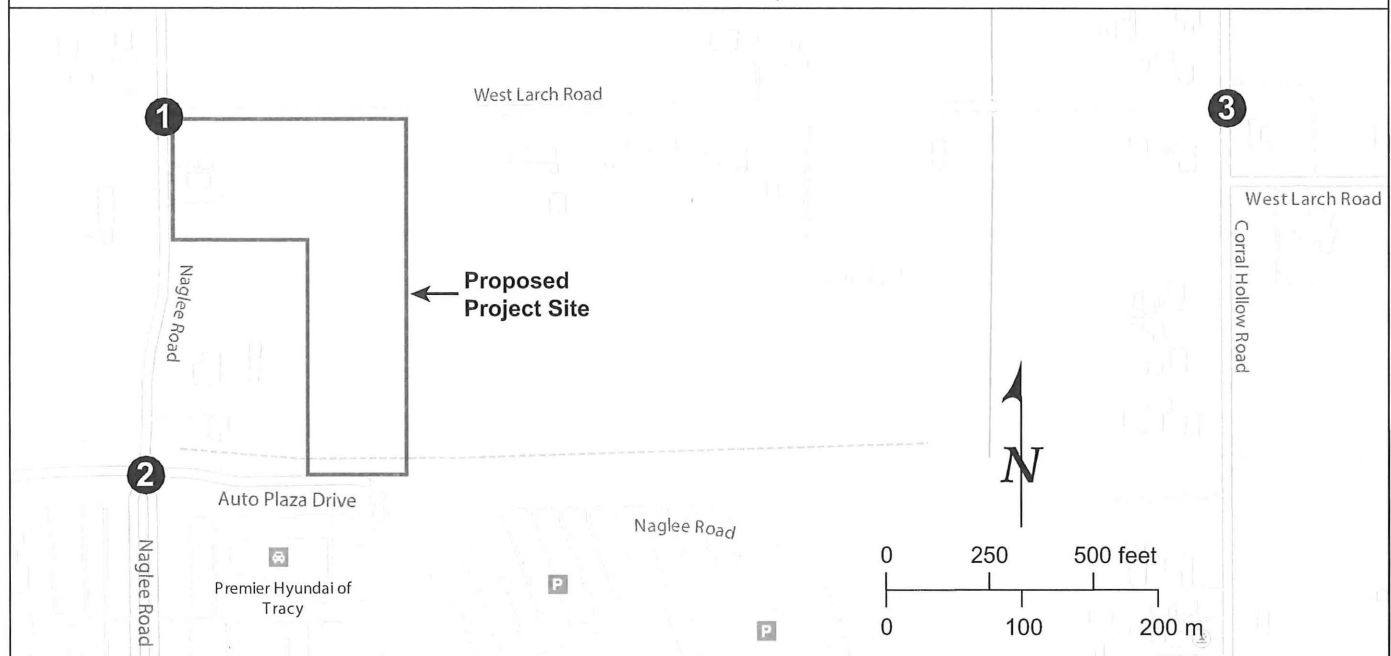 1
West Larch Road
3
West Larch Road
Corral Hollow Road
Proposed
Project Site
Naglee Road
N
2
Auto Plaza Drive
Naglee Road
Naglee Road
Premier Hyundai of
Tracy
P
P
0 250 500 feet
0 100 200 m